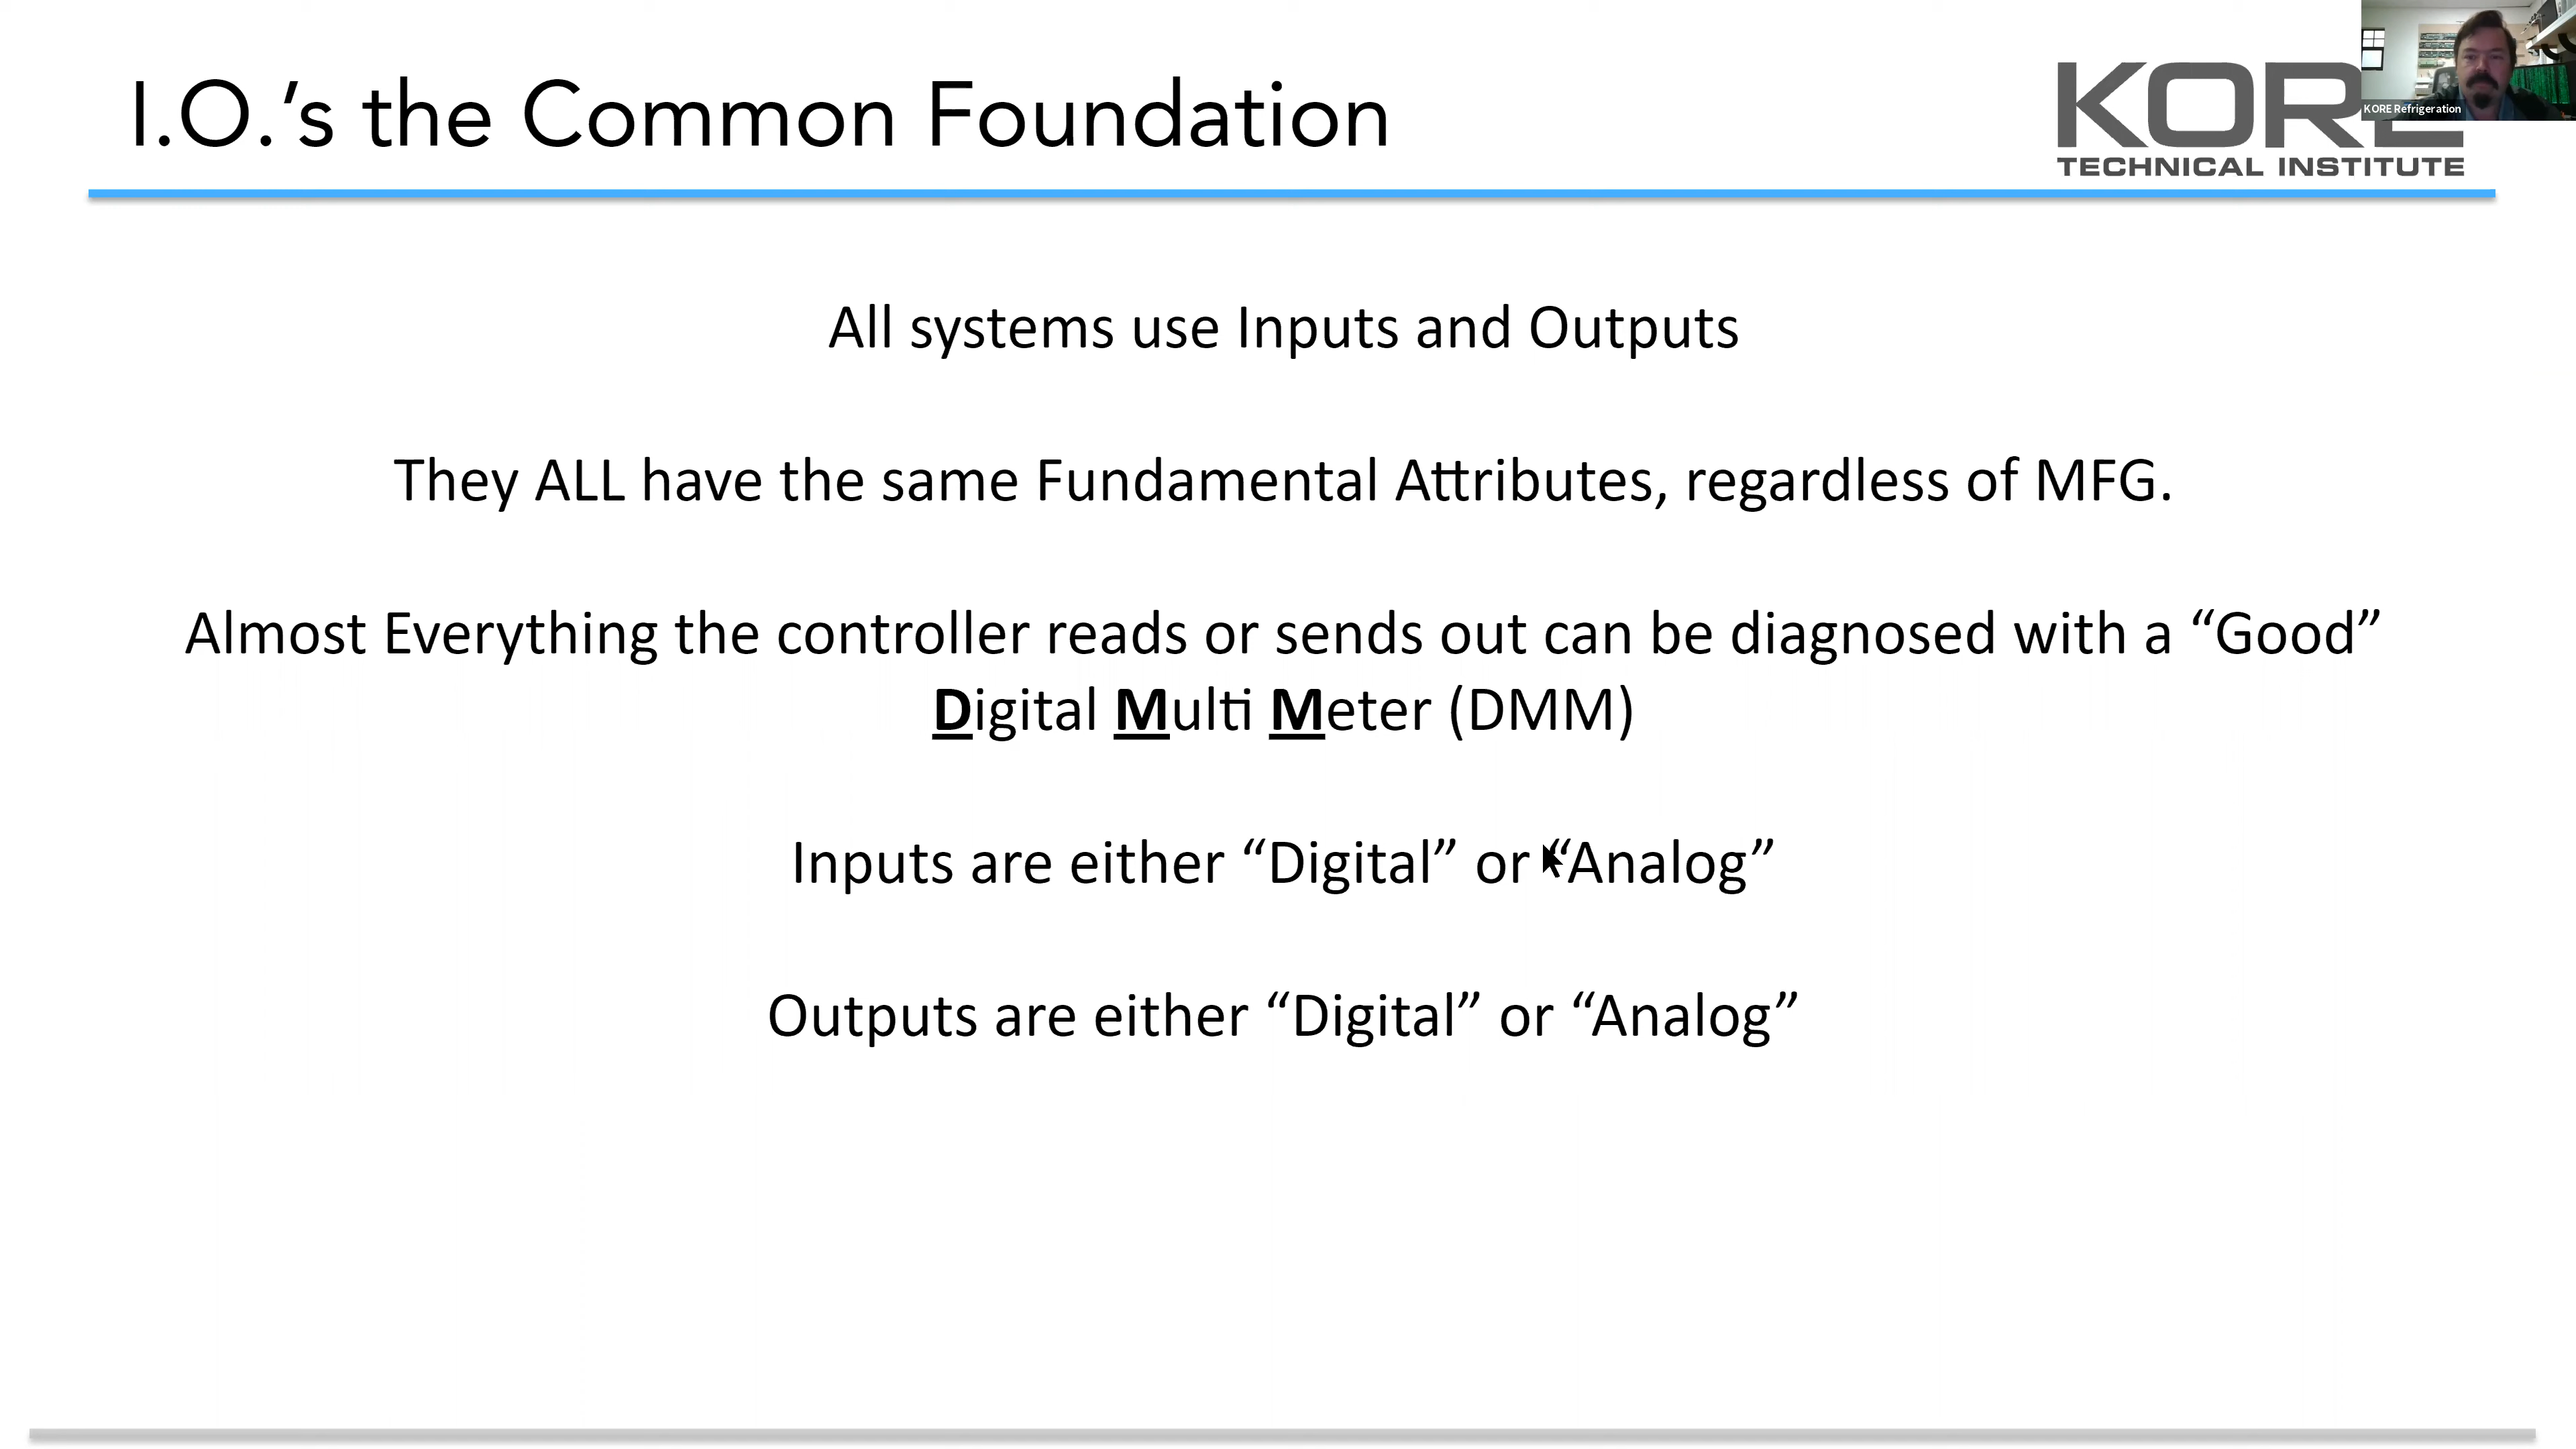 I.O.’s the Common Foundation
KORE
TECHNICAL INSTITUTE
KORE Refrigeration
All systems use Inputs and Outputs
They ALL have the same Fundamental Attributes, regardless of MFG.
Almost Everything the controller reads or sends out can be diagnosed with a “Good”
Digital Multi Meter (DMM)
Inputs are either “Digital” or “Analog”
Outputs are either “Digital” or “Analog”